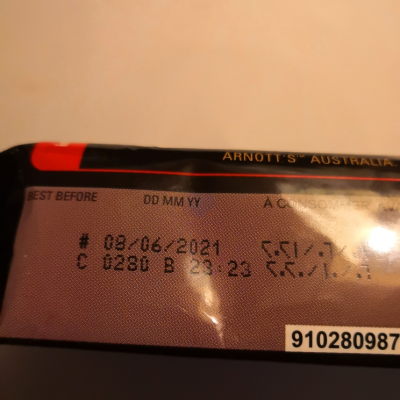 ARNOTT'S® AUSTRALIA
BEST BEFORE DD MM YY À CONSOMMER
# 08/06/2021
C 0280 B 23:23
910280987